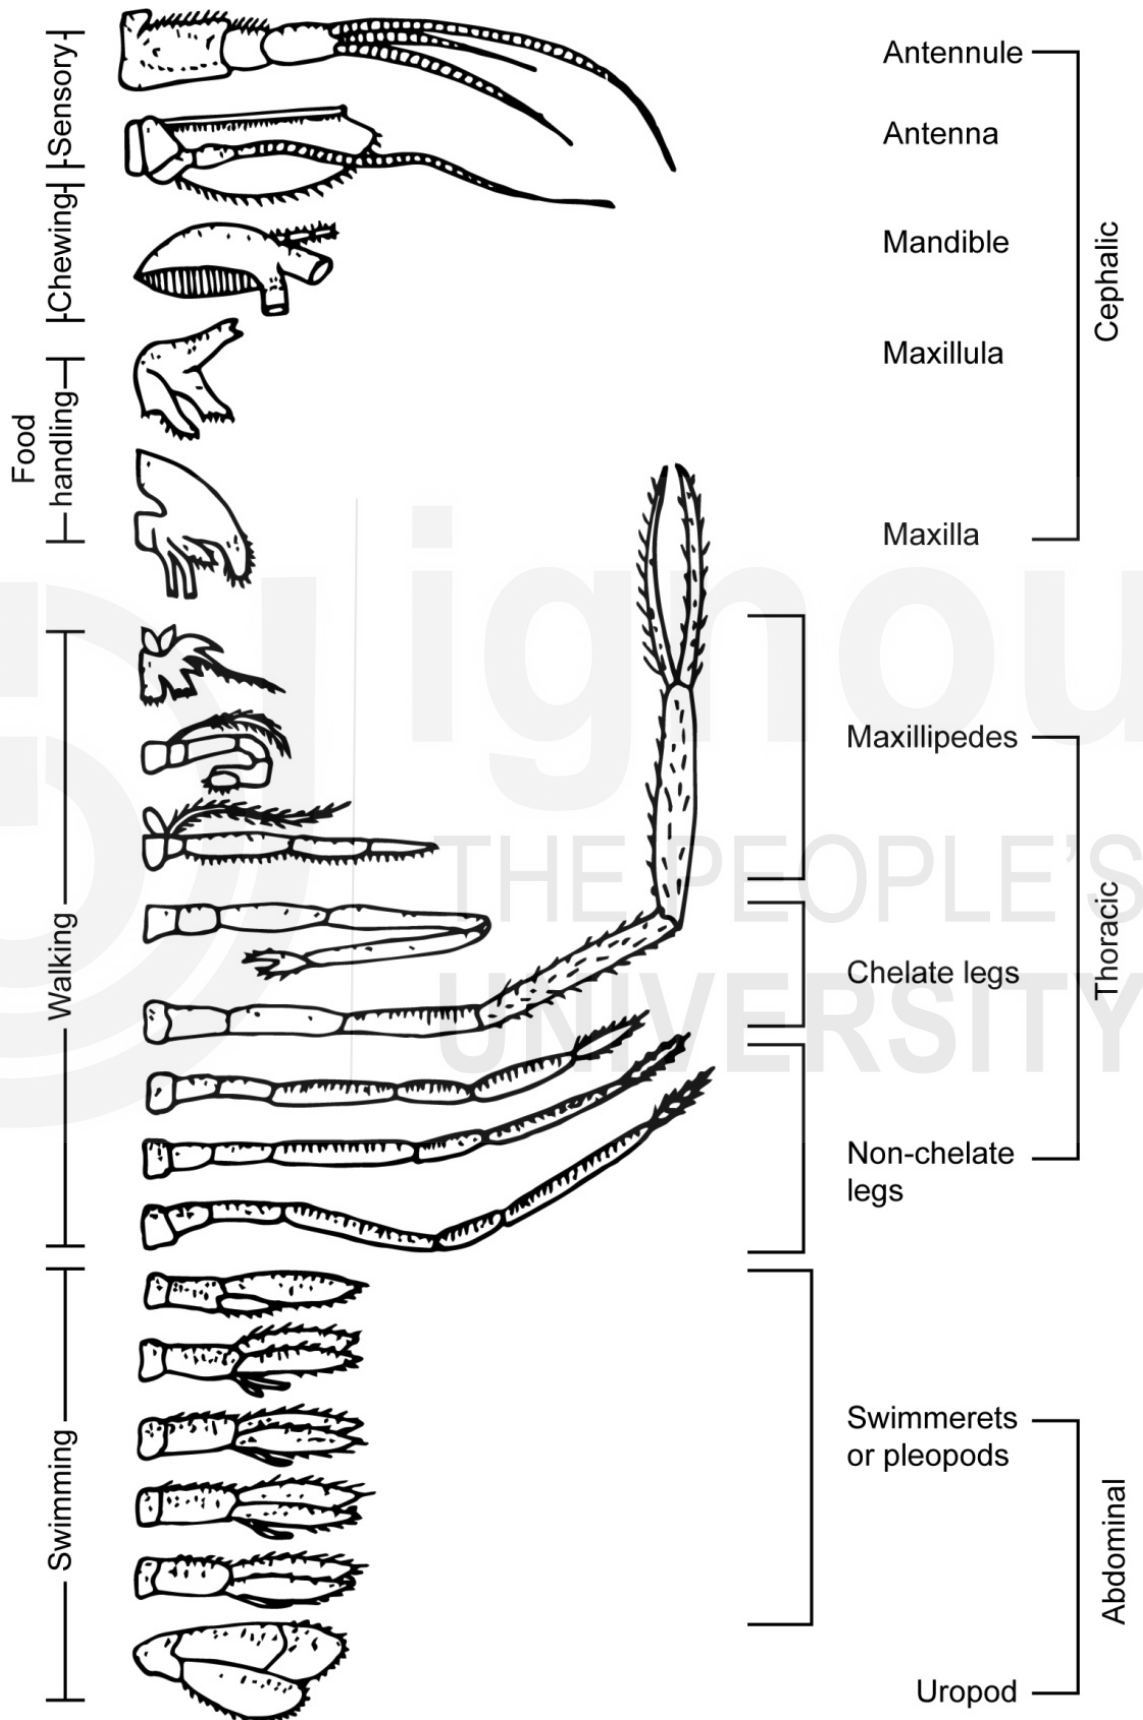 Sensory
Chewing
Food
handling
Walking
Swimming
Antennule
Antenna
Mandible
Maxillula
Maxilla
Cephalic
Maxillipedes
Chelate legs
Non-chelate
legs
Thoracic
Swimmerets
or pleopods
Uropod
Abdominal
ignou
THE PEOPLE'S
UNIVERSITY